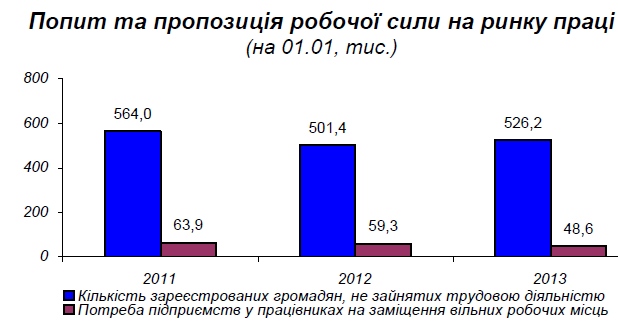 Попит та пропозиція робочої сили на ринку праці
(на 01.01, тис.)
800
600
400
200
0
564,0
501,4
526,2
63,9
59,3
48,6
2011 2012 2013
Кількість зареєстрованих громадян, не зайнятих трудовою діяльністю
Потреба підприємств у працівниках на заміщення вільних робочих місць